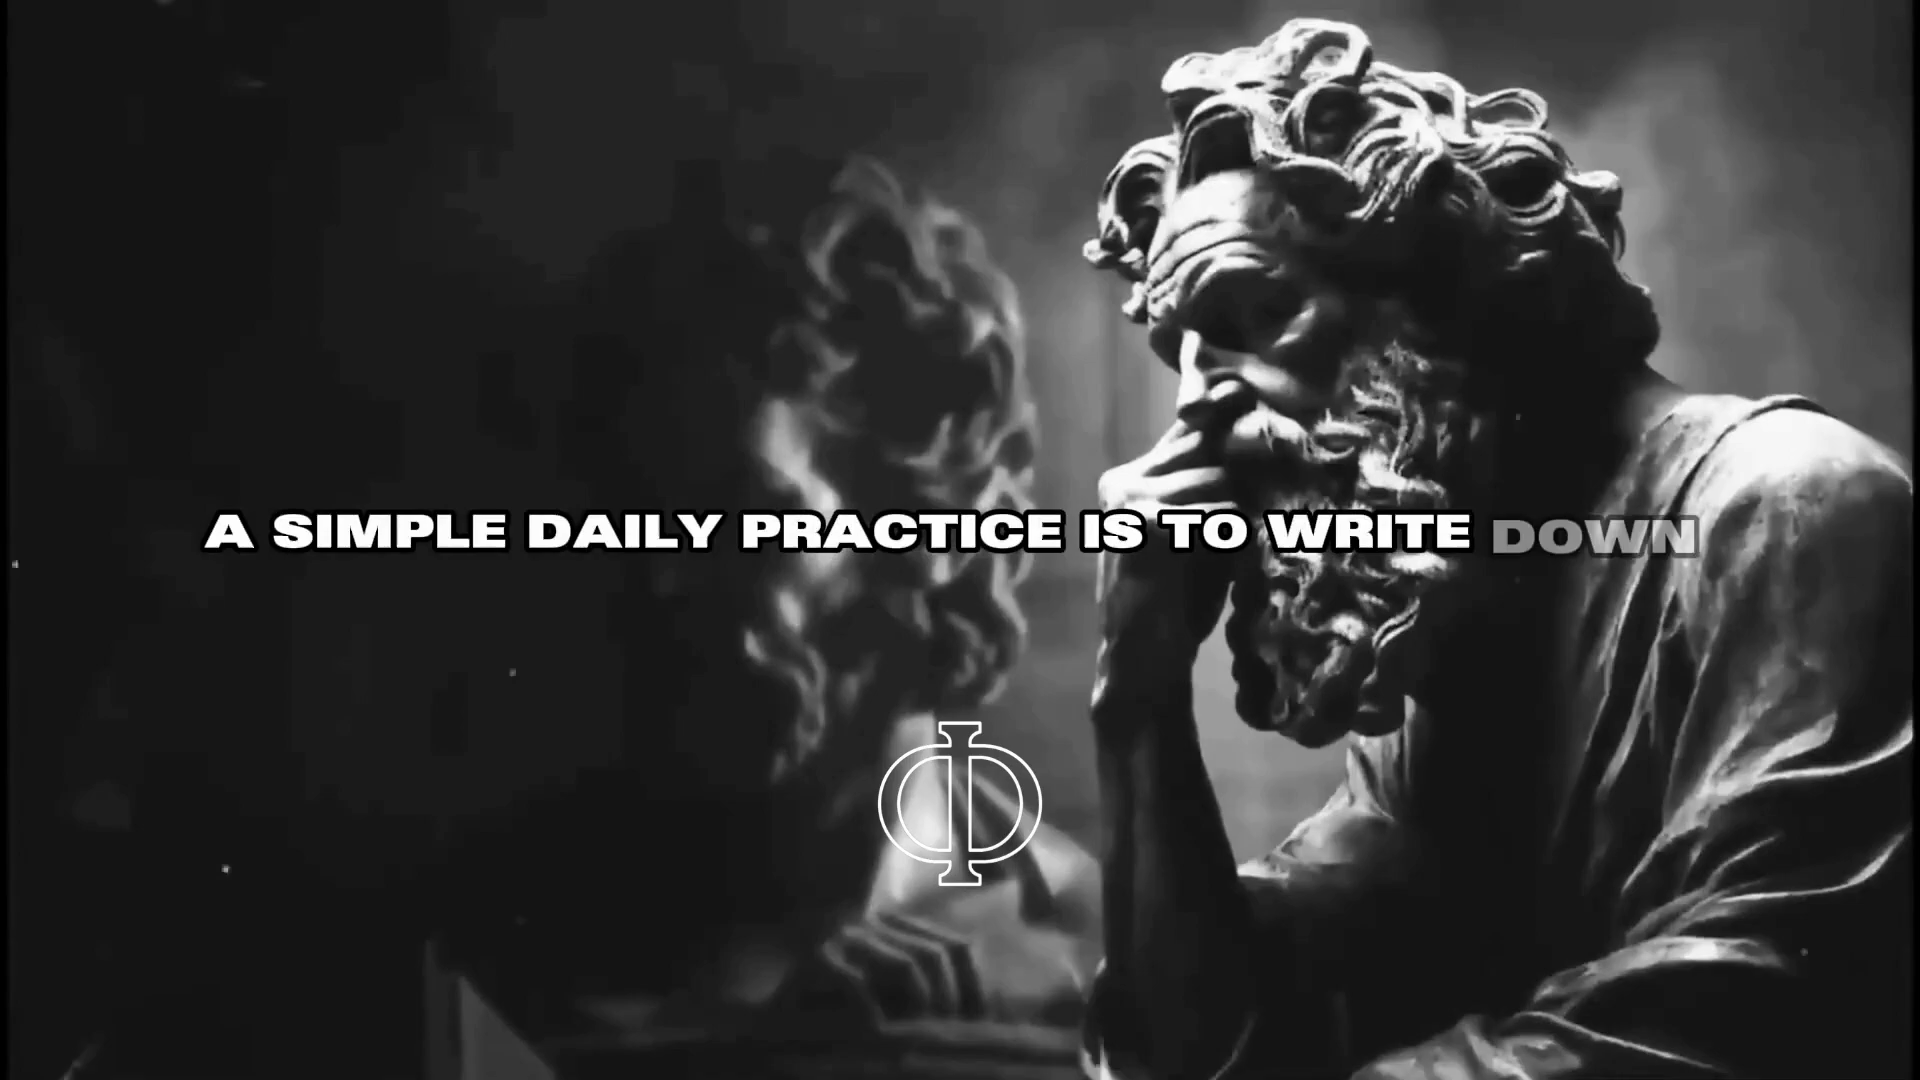 A SIMPLE DAILY PRACTICE IS TO WRITE DOWN
Φ